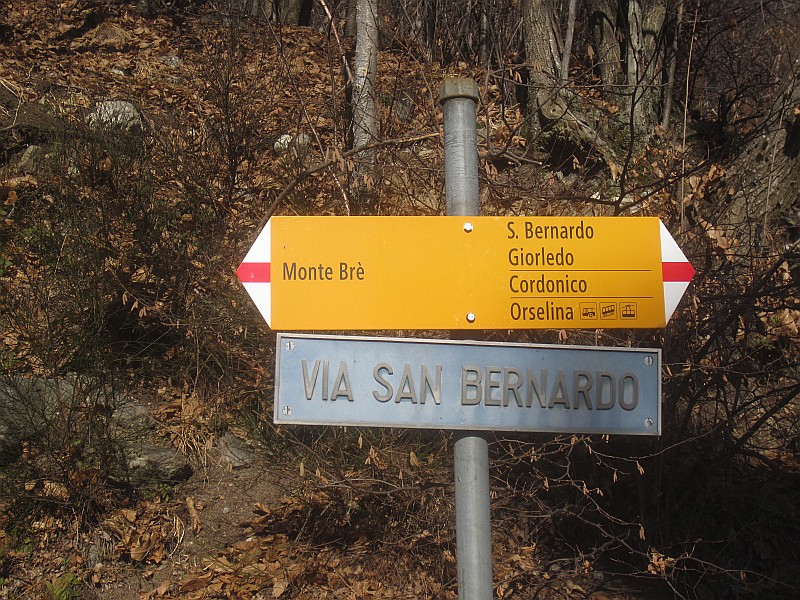 Monte Brè
S. Bernardo
Giorledo
Cordonico
Orselina
VIA SAN BERNARDO